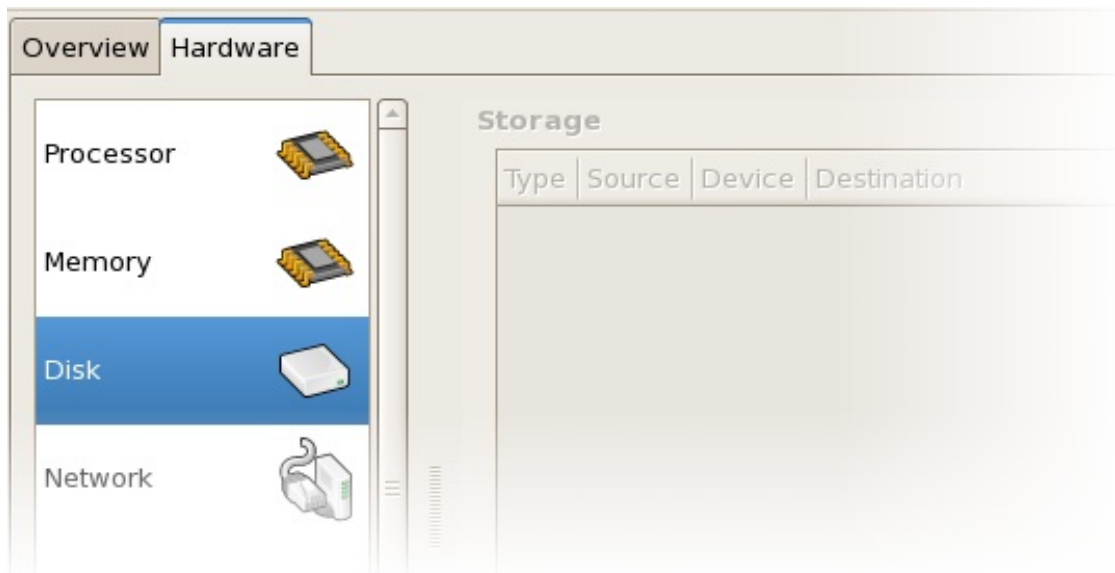 Overview Hardware
Storage
Processor
Type Source Device Destination
Memory
Disk
Network